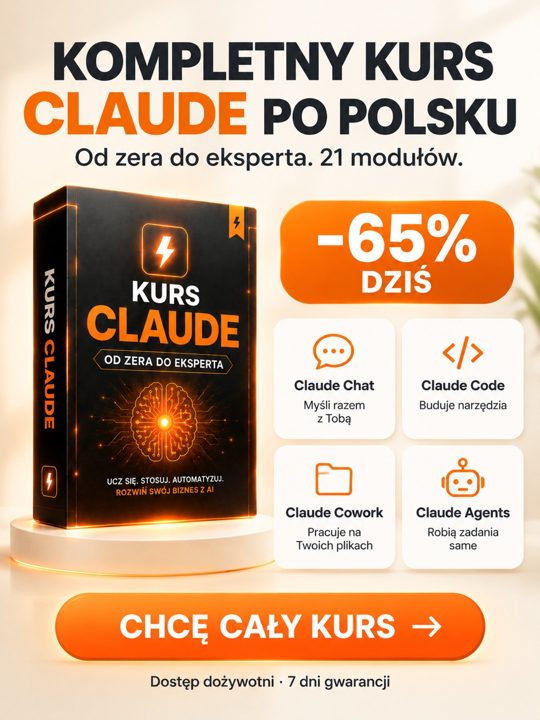 KOMPLETNY KURS
CLAUDE PO POLSKU
Od zera do eksperta. 21 modułów.
KURS CLAUDE
KURS
CLAUDE
OD ZERA DO EKSPERTA
UCZ SIĘ. STOSUJ. AUTOMATYZUJ.
ROZWIŃ SWÓJ BIZNES Z AI
-65%
DZIŚ
Claude Chat
Myśli razem
z Tobą
Claude Code
Buduje narzędzia
Claude Cowork
Pracuje na
Twoich plikach
Claude Agents
Robią zadania
same
CHCĘ CAŁY KURS →
Dostęp dożywotni · 7 dni gwarancji